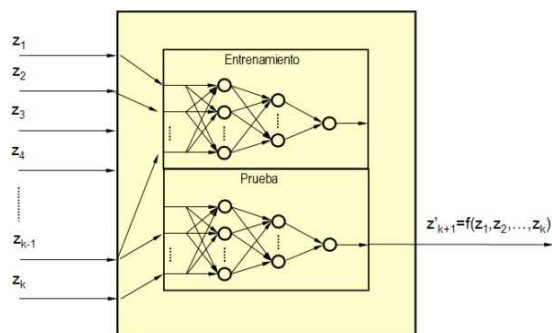 z1
z2
z3
z4
zk-1
zk
Entrenamiento
Prueba
z'k+1=f(z1,z2,...,zk)